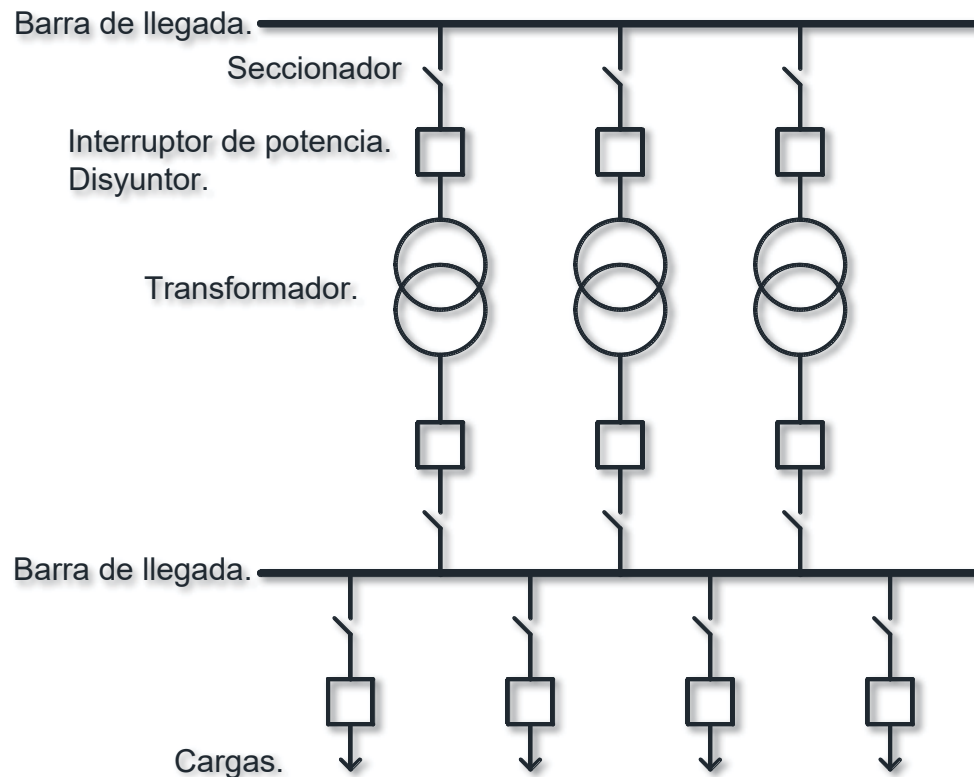 Barra de llegada.
Seccionador
Interruptor de potencia.
Disyuntor.
Transformador.
Barra de llegada.
Cargas.